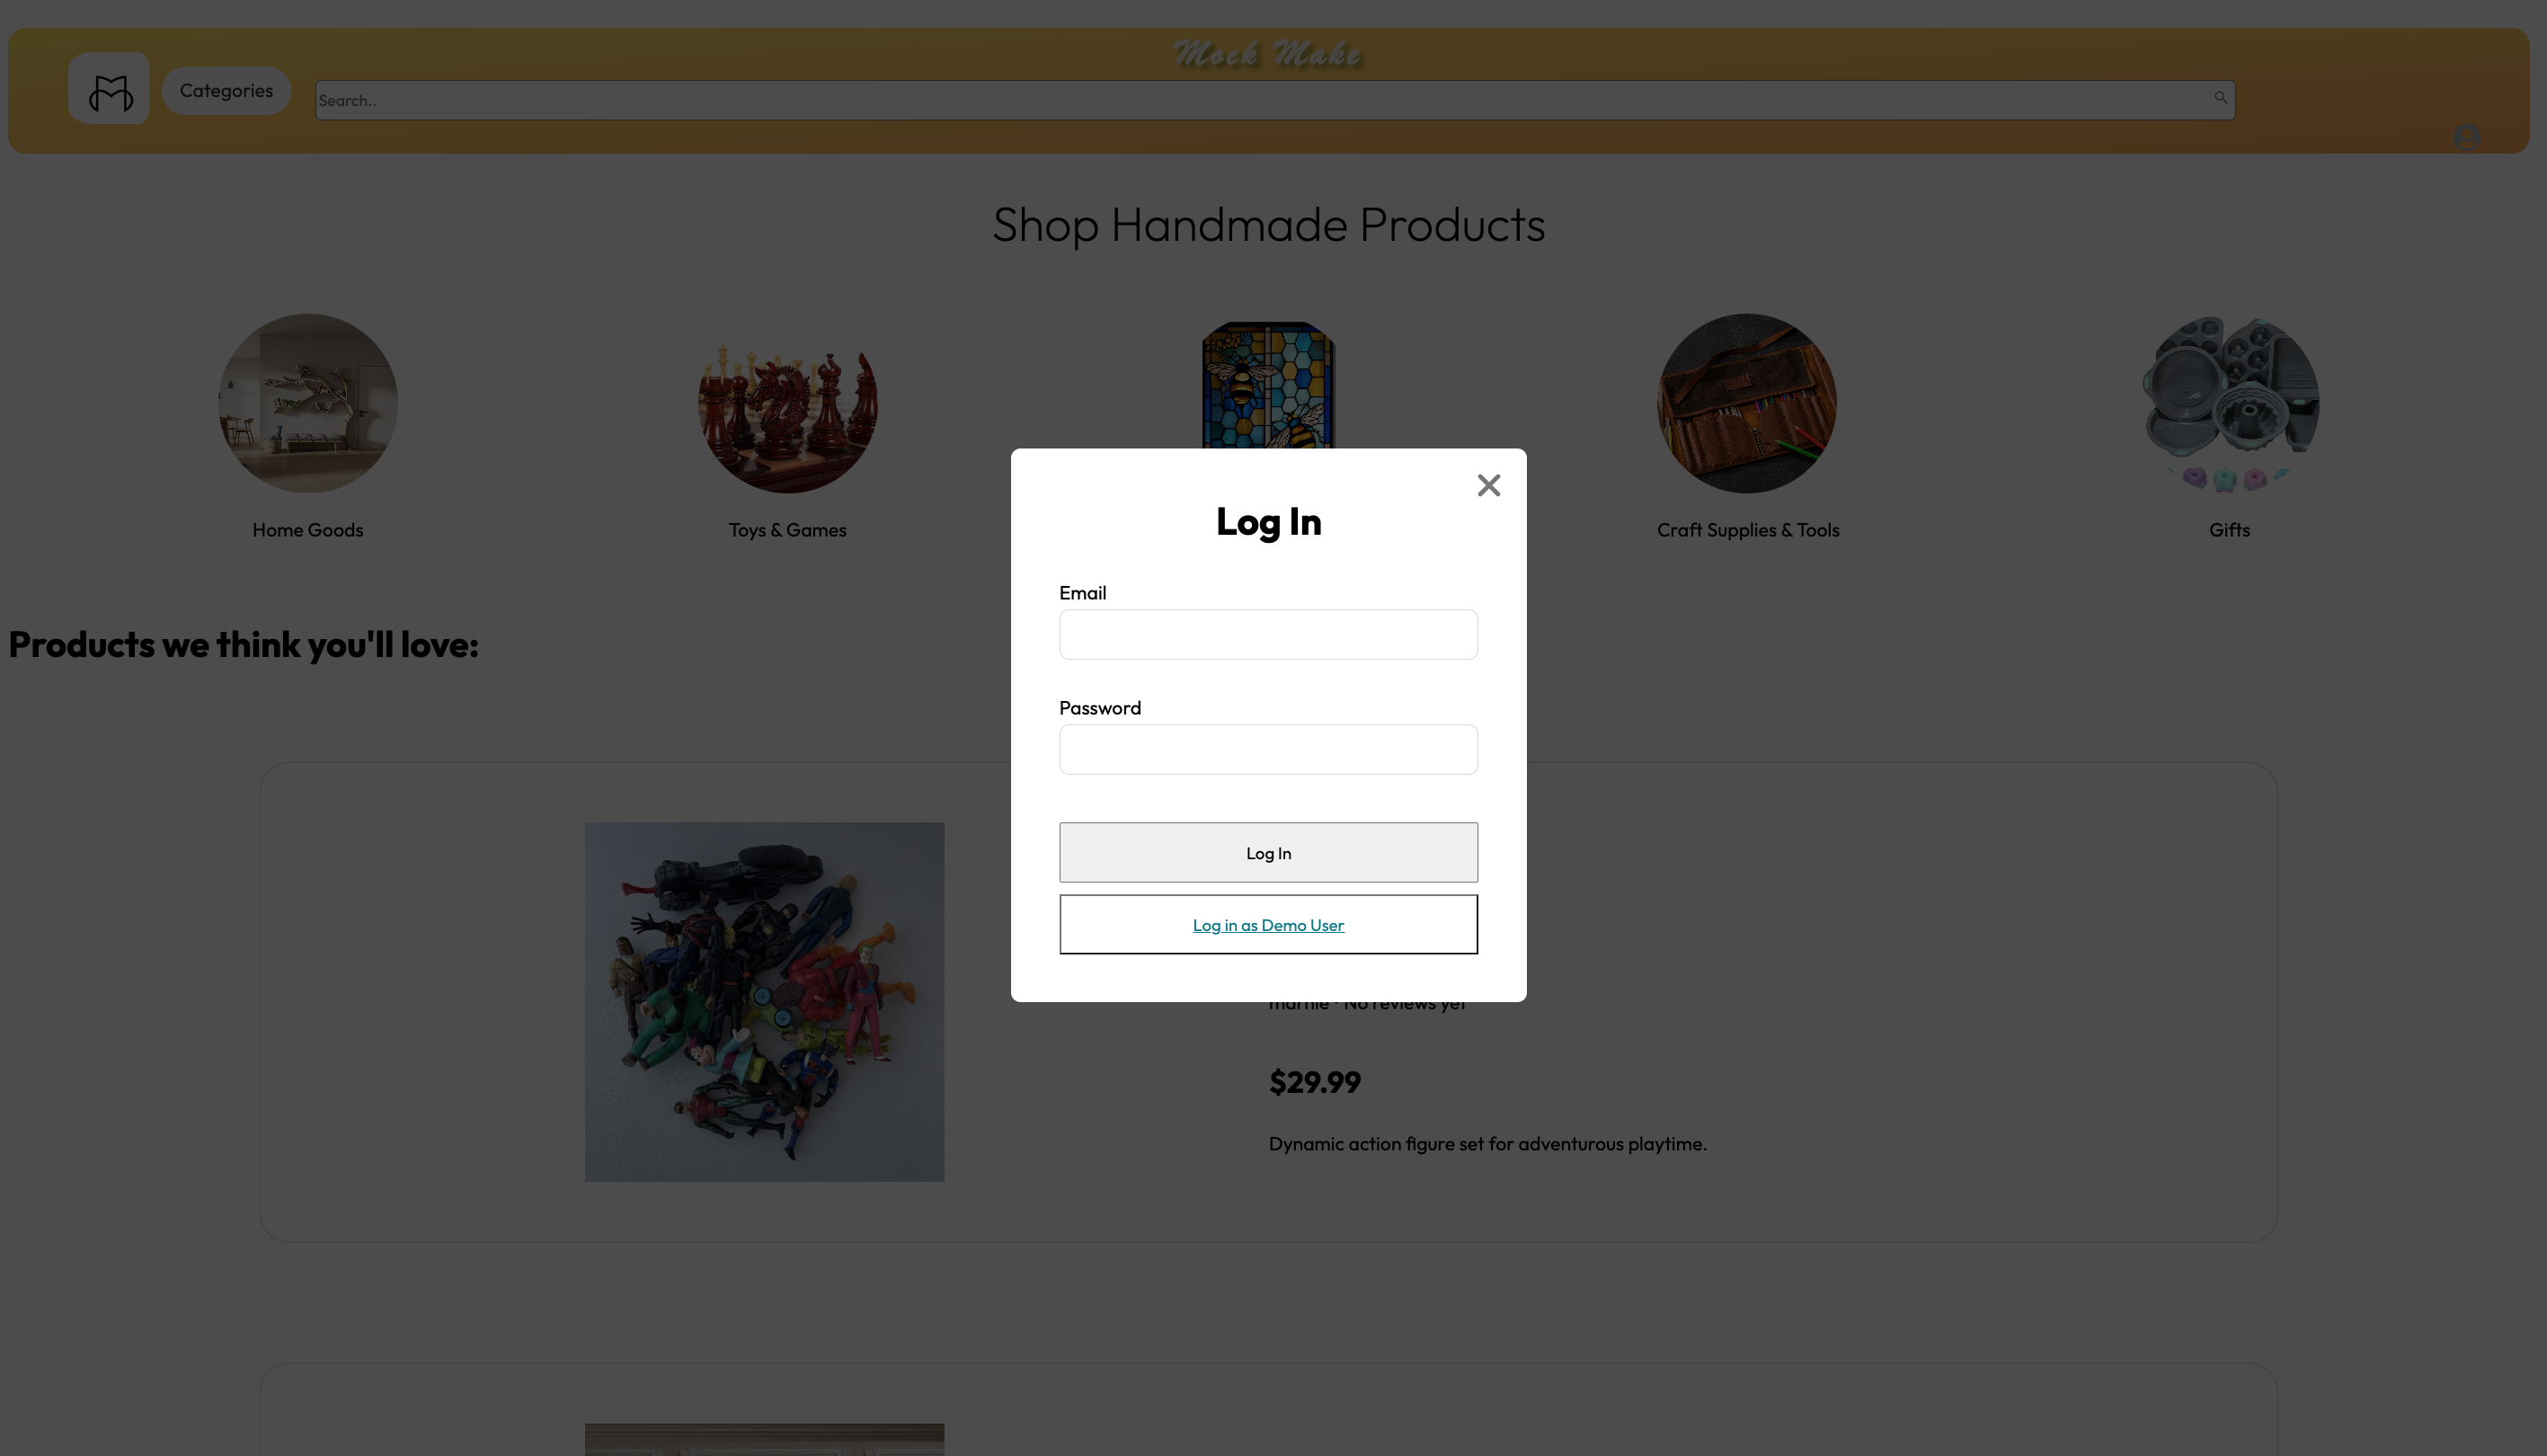 Mock Make
Categories
Search..
Shop Handmade Products
Home Goods
Toys & Games
Craft Supplies & Tools
Gifts
Log In
Email
Password
Log In
Log in as Demo User
Products we think you'll love:
marnie · No reviews yet
$29.99
Dynamic action figure set for adventurous playtime.